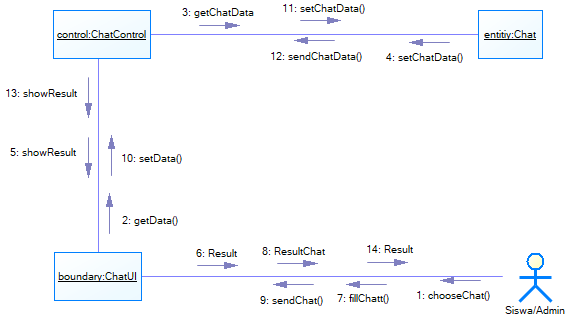 3: getChatData
11: setChatData()
control:ChatControl
entitiy:Chat
12: sendChatData()
4: setChatData()
13: showResult
5: showResult
10: setData()
2: getData()
6: Result
8: ResultChat
14: Result
boundary:ChatUI
9: sendChat()
7: fillChatt()
1: chooseChat()
Siswa/Admin